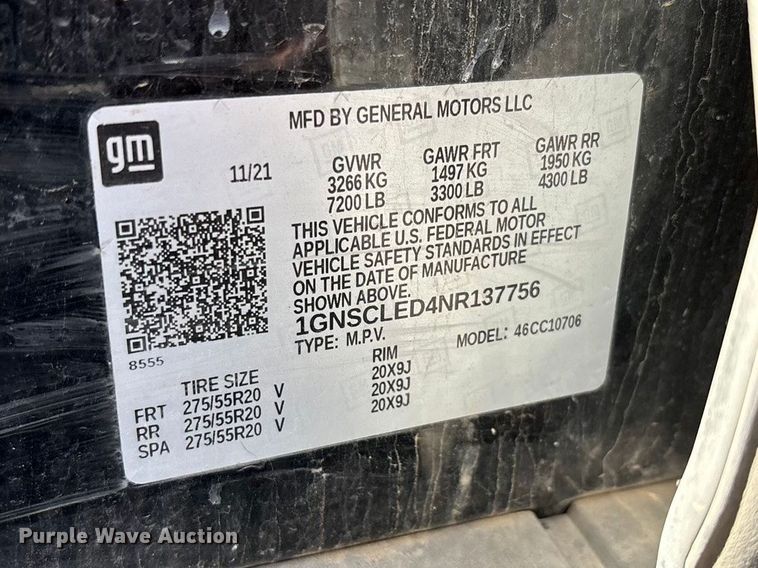 gm
MFD BY GENERAL MOTORS LLC
11/21
GVWR GAWR FRT GAWR RR
3266 KG 1497 KG 1950 KG
7200 LB 3300 LB 4300 LB
THIS VEHICLE CONFORMS TO ALL
APPLICABLE U.S. FEDERAL MOTOR
VEHICLE SAFETY STANDARDS IN EFFECT
ON THE DATE OF MANUFACTURE
SHOWN ABOVE.
1GNSCLED4NR137756
TYPE: M.P.V. MODEL: 46CC10706
8555
TIRE SIZE RIM
FRT 275/55R20 V 20X9J
RR 275/55R20 V 20X9J
SPA 275/55R20 V 20X9J
Purple Wave Auction